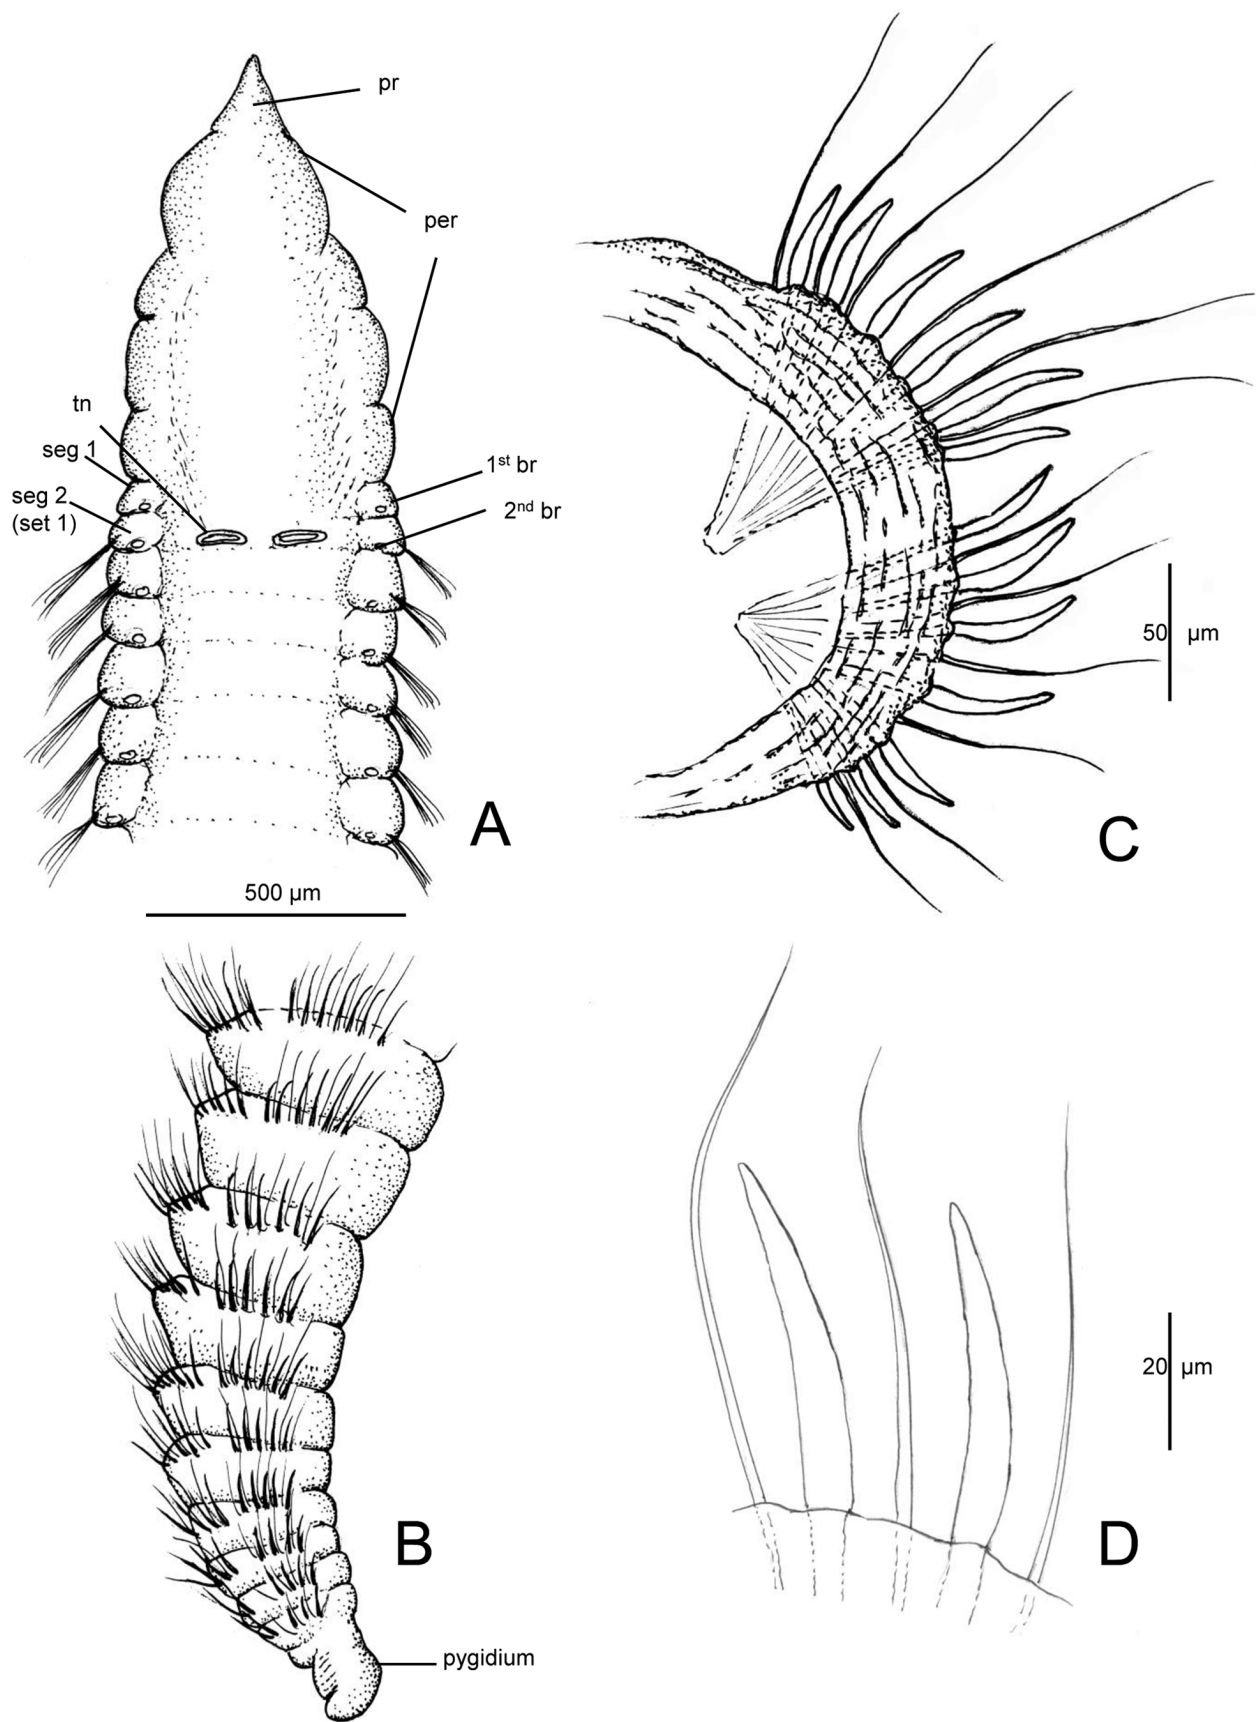 pr
per
tn
seg 1
seg 2
(set 1)
1st br
2nd br
A
500 µm
C
50 µm
B
pygidium
D
20 µm